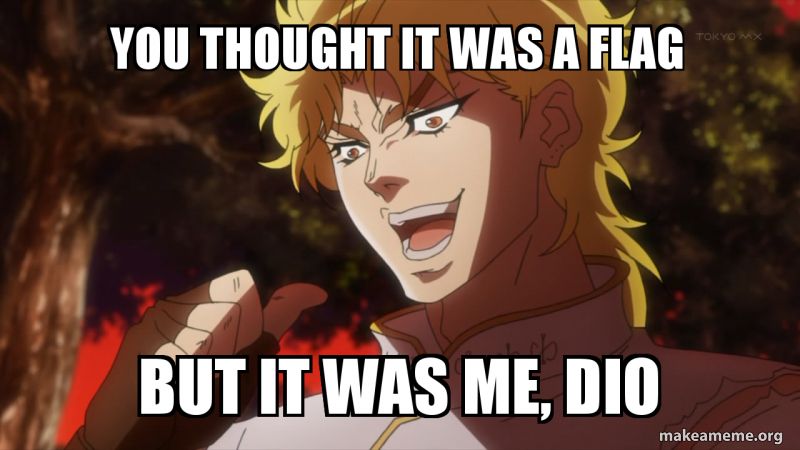 YOU THOUGHT IT WAS A FLAG
TOKYO MX
BUT IT WAS ME, DIO
makeameme.org